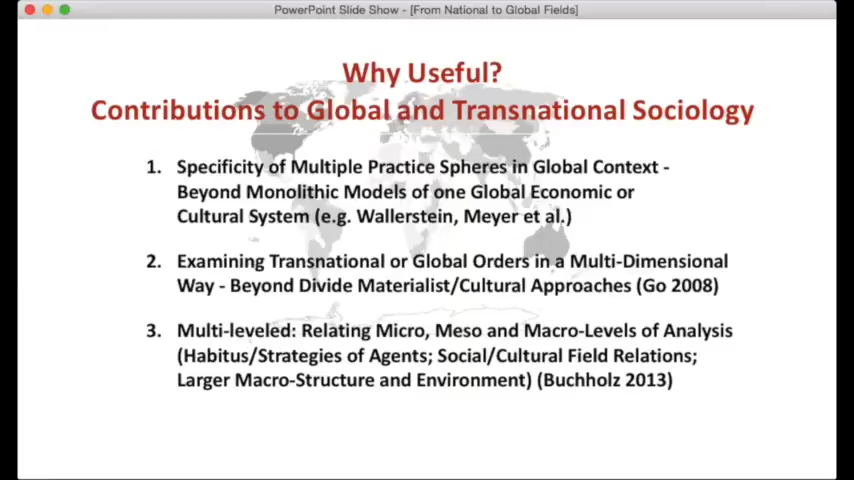 PowerPoint Slide Show - [From National to Global Fields]
Why Useful?
Contributions to Global and Transnational Sociology
1. Specificity of Multiple Practice Spheres in Global Context -
Beyond Monolithic Models of one Global Economic or
Cultural System (e.g. Wallerstein, Meyer et al.)
2. Examining Transnational or Global Orders in a Multi-Dimensional
Way - Beyond Divide Materialist/Cultural Approaches (Go 2008)
3. Multi-leveled: Relating Micro, Meso and Macro-Levels of Analysis
(Habitus/Strategies of Agents; Social/Cultural Field Relations;
Larger Macro-Structure and Environment) (Buchholz 2013)